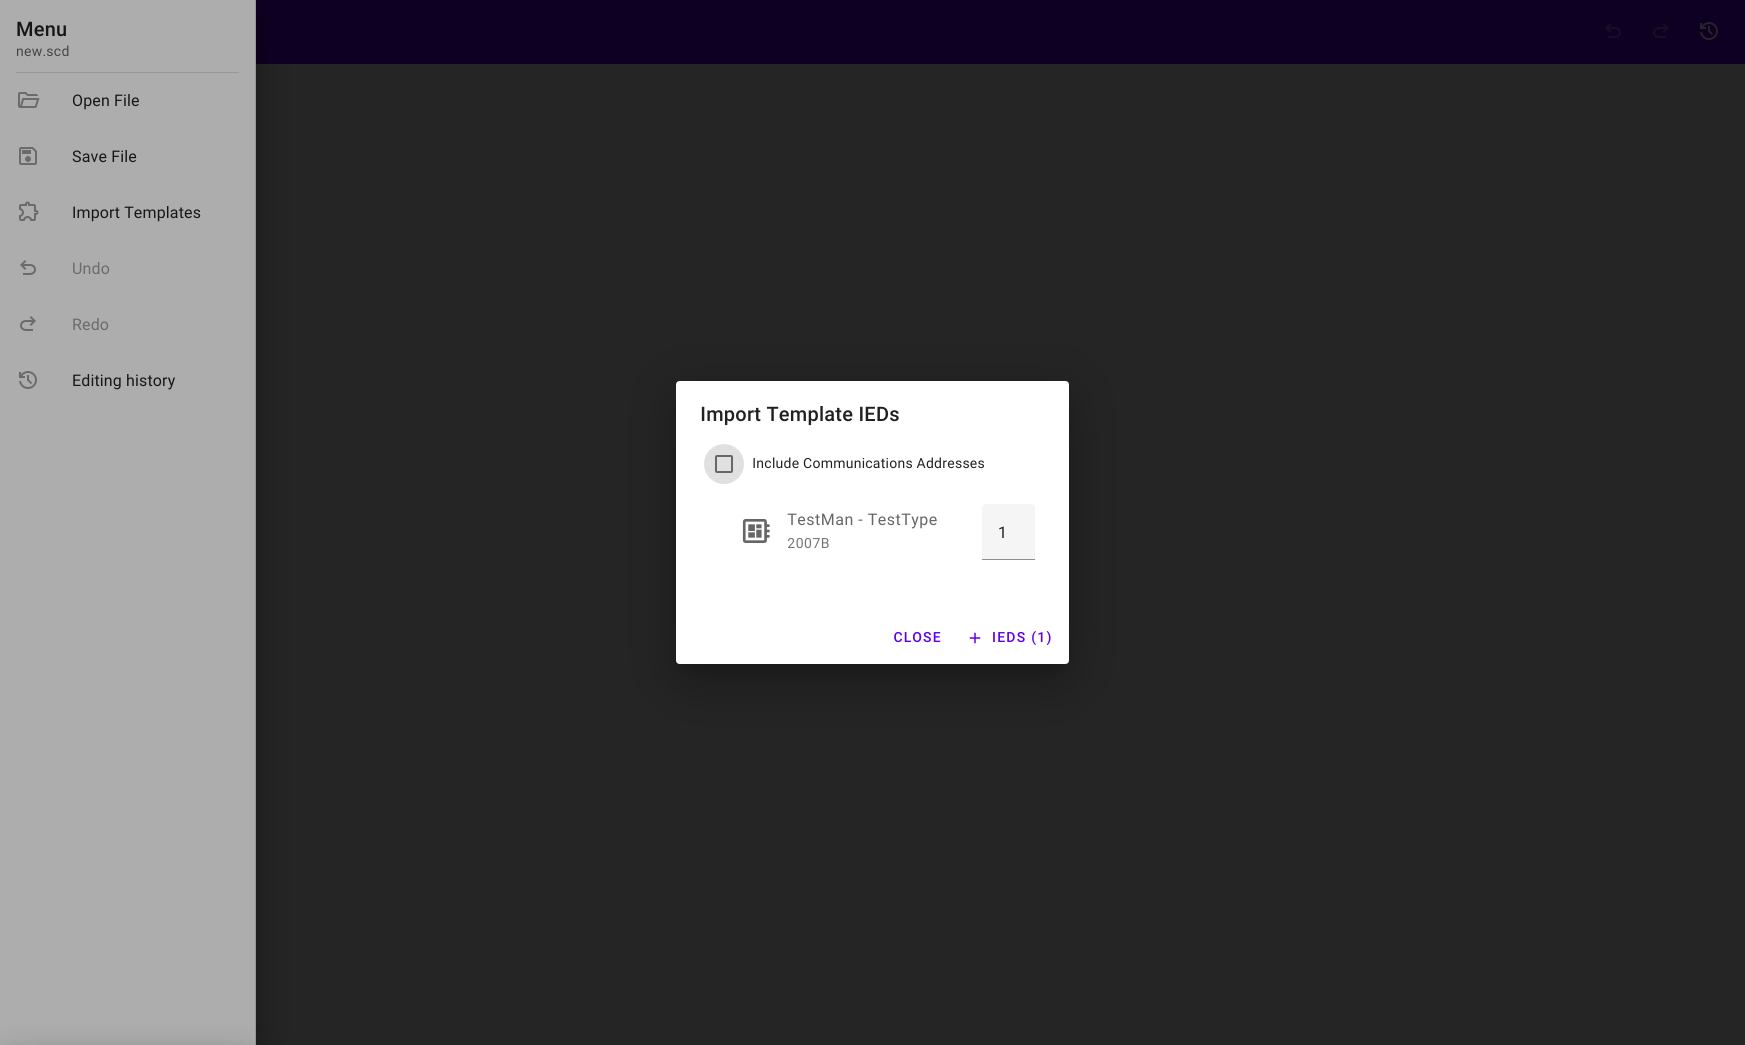 Menu
new.scd
Open File
Save File
Import Templates
Undo
Redo
Editing history
Import Template IEDs
Include Communications Addresses
TestMan - TestType
2007B
1
CLOSE
+ IEDS (1)